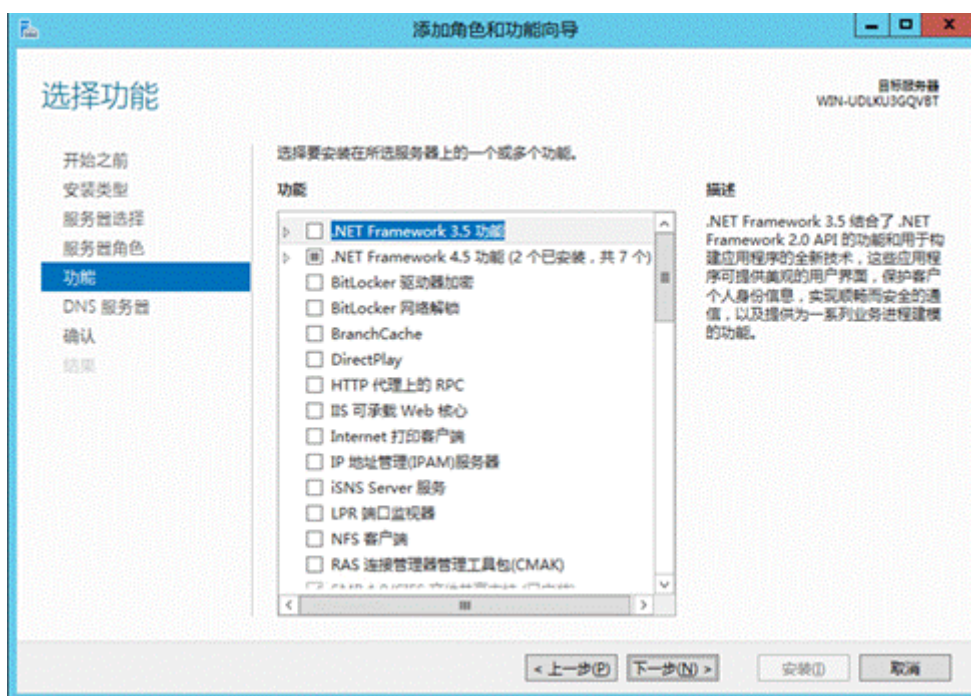 添加角色和功能向导
选择功能
目标服务器
WIN-UDLKU3GQVBT
开始之前
安装类型
服务器选择
服务器角色
功能
DNS 服务器
确认
结果
选择要安装在所选服务器上的一个或多个功能。
功能
.NET Framework 3.5 功能
.NET Framework 4.5 功能 (2 个已安装，共 7 个)
BitLocker 驱动器加密
BitLocker 网络解锁
BranchCache
DirectPlay
HTTP 代理上的 RPC
IIS 可承载 Web 核心
Internet 打印客户端
IP 地址管理(IPAM)服务器
iSNS Server 服务
LPR 端口监视器
NFS 客户端
RAS 连接管理器管理工具包(CMAK)
描述
.NET Framework 3.5 结合了 .NET
Framework 2.0 API 的功能和用于构
建应用程序的全新技术，这些应用程
序可提供美观的用户界面，保护客户
个人身份信息，实现顺畅而安全的通
信，以及提供为一系列业务进程建模
的功能。
< 上一步(P)
下一步(N) >
安装(I)
取消